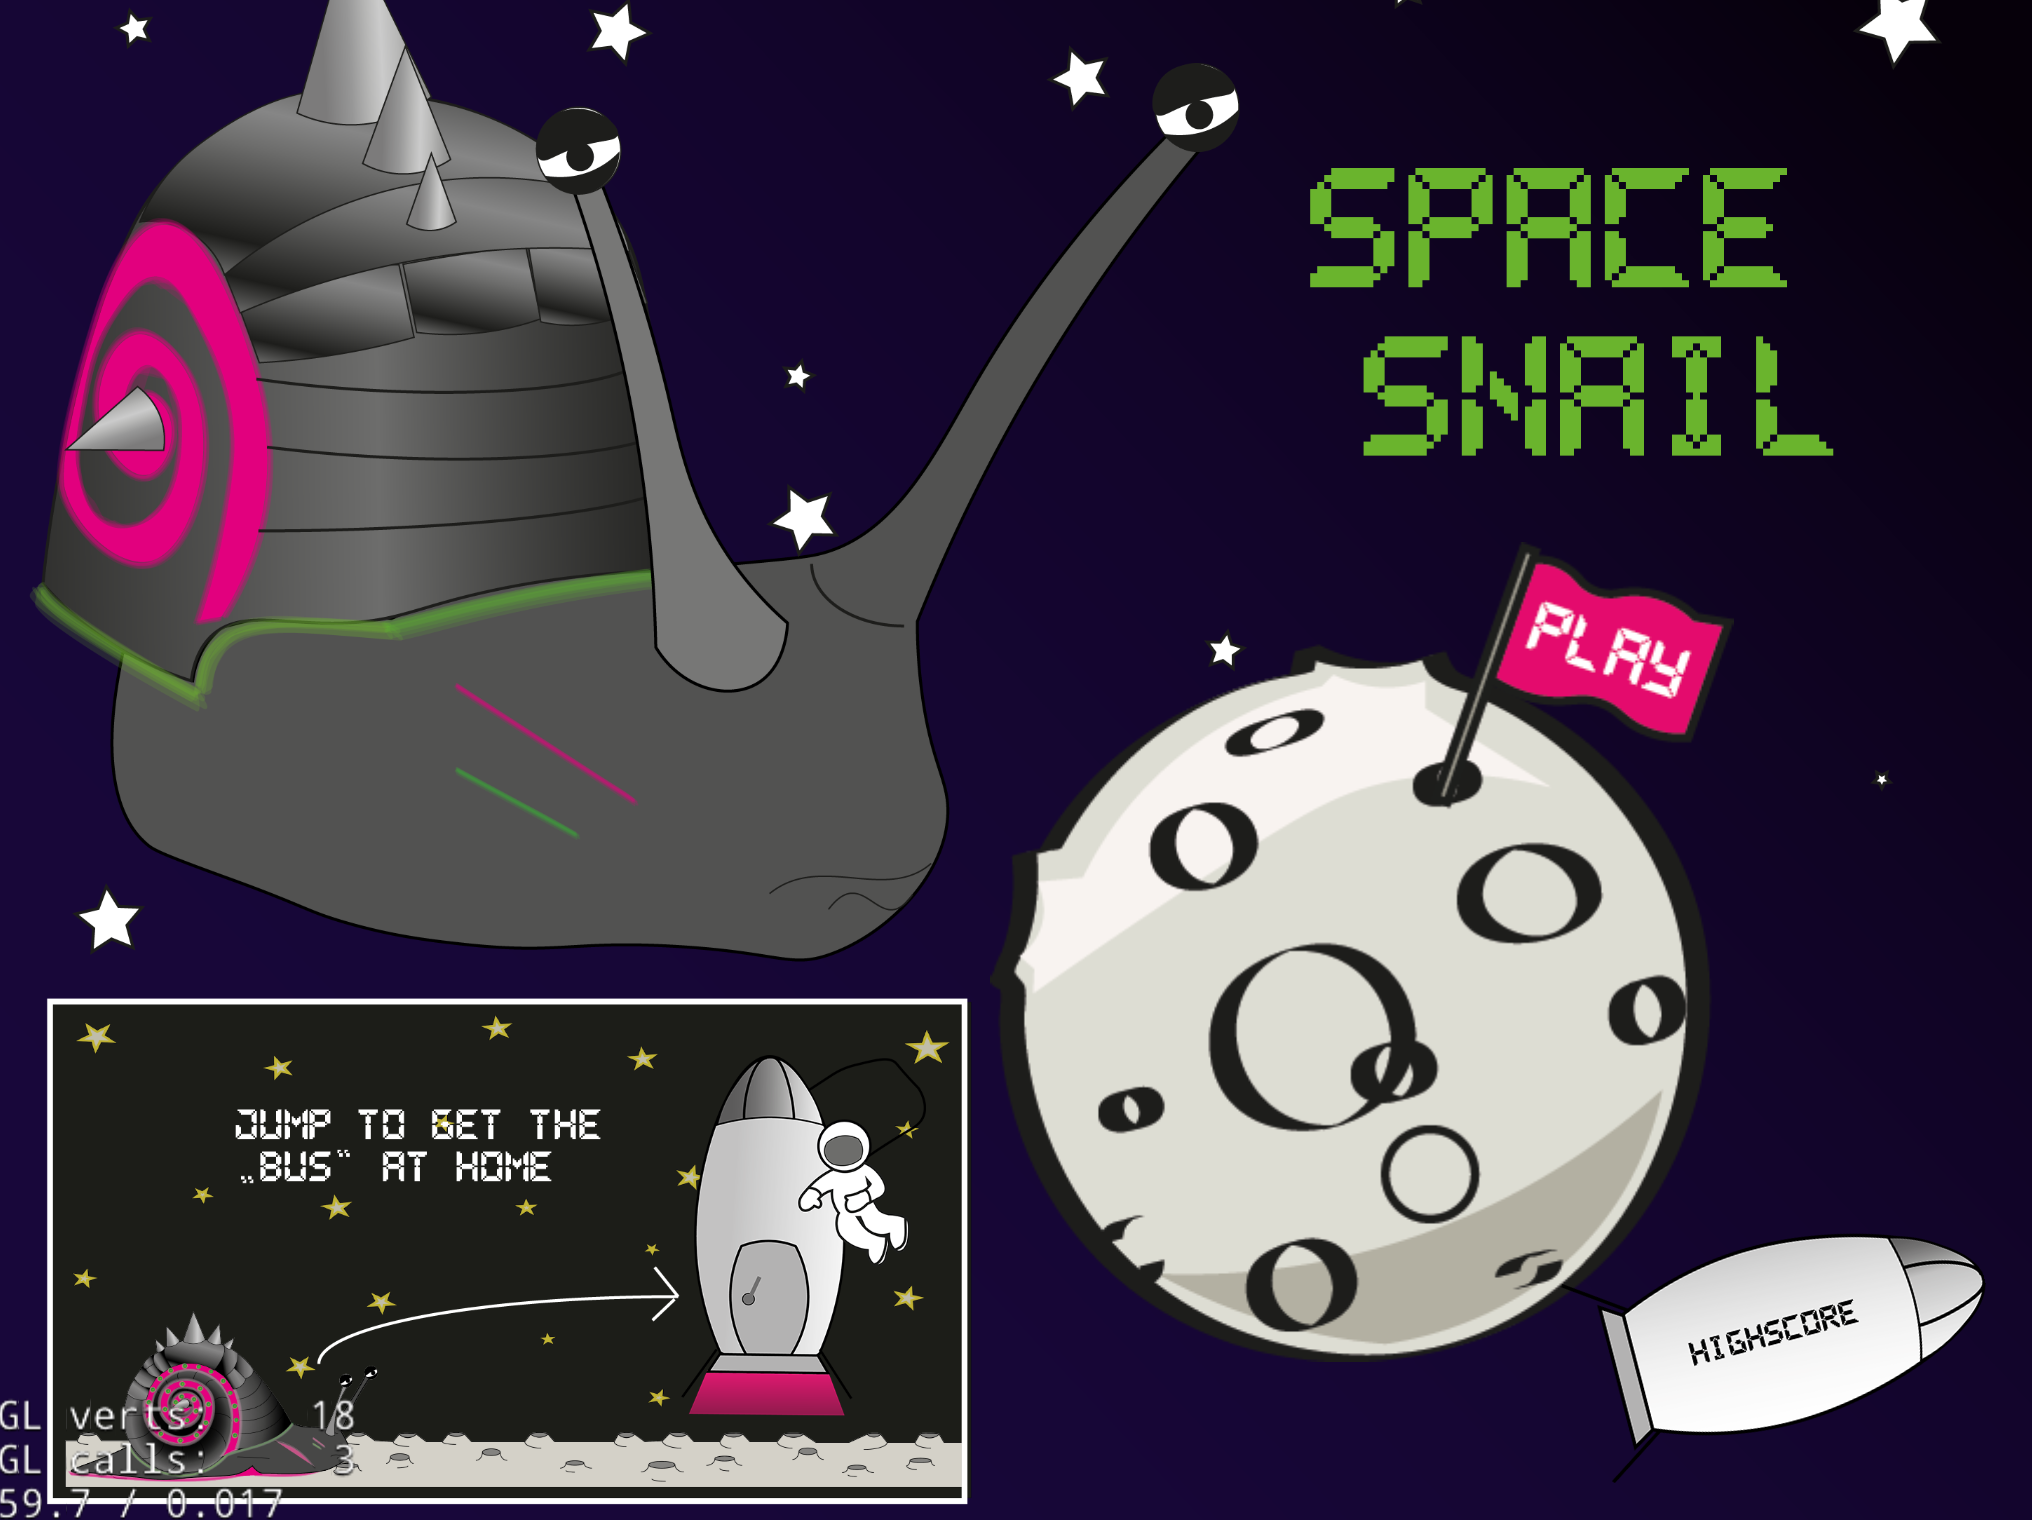 SPACE
SNAIL
PLAY
JUMP TO GET THE
„BUS“ AT HOME
HIGHSCORE
GL verts: 18
GL calls: 3
59.7 / 0.017